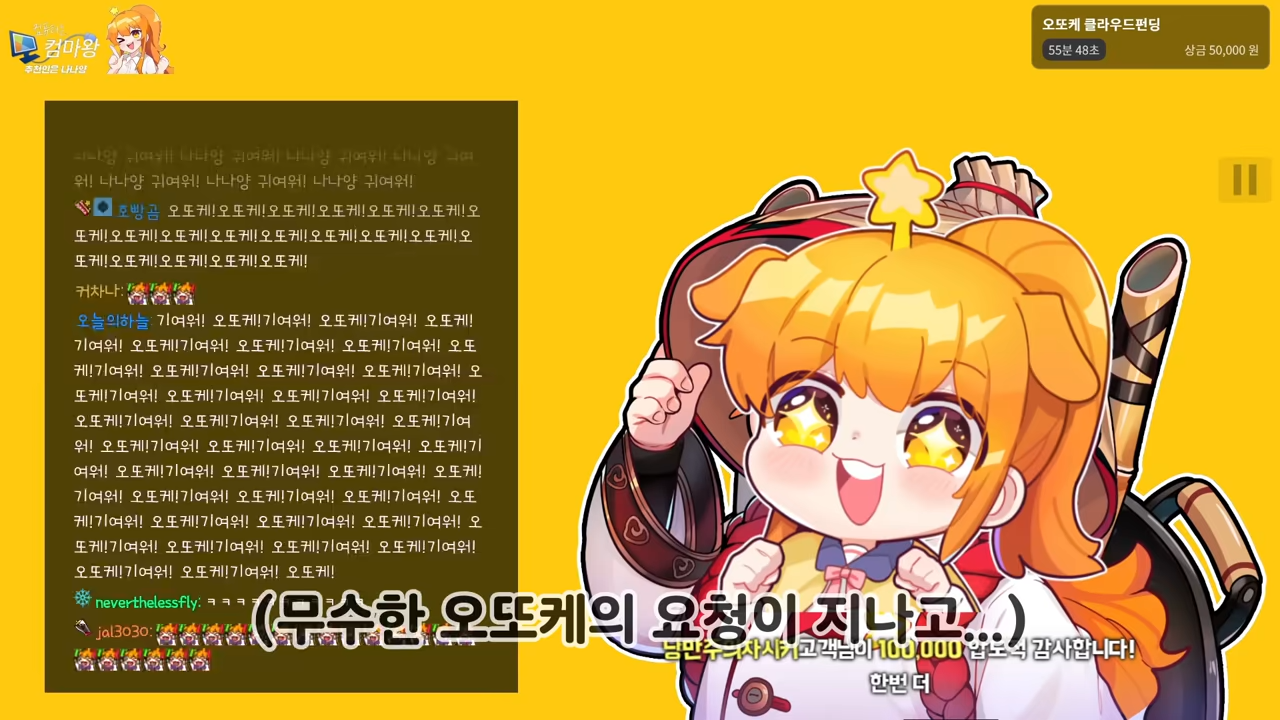 컴마왕
추천인은 나나양
오또케 클라우드펀딩
55분 48초
상금 50,000 원
워! 나나양 귀여워! 나나양 귀여워! 나나양 귀여워!
호빵곰 오또케!오또케!오또케!오또케!오또케!오또케!오
또케!오또케!오또케!오또케!오또케!오또케!오또케!오
또케!오또케!오또케!오또케!오또케!
커차나:
오늘의하늘: 기여워! 오또케!기여워! 오또케!기여워! 오또케!
기여워! 오또케!기여워! 오또케!기여워! 오또케!기여워! 오또
케!기여워! 오또케!기여워! 오또케!기여워! 오또케!기여워! 오
또케!기여워! 오또케!기여워! 오또케!기여워! 오또케!기여워!
오또케!기여워! 오또케!기여워! 오또케!기여워! 오또케!기여
워! 오또케!기여워! 오또케!기여워! 오또케!기여워! 오또케!기
여워! 오또케!기여워! 오또케!기여워! 오또케!기여워! 오또케!
기여워! 오또케!기여워! 오또케!기여워! 오또케!기여워! 오또
케!기여워! 오또케!기여워! 오또케!기여워! 오또케!기여워! 오
또케!기여워! 오또케!기여워! 오또케!기여워! 오또케!기여워!
오또케!기여워! 오또케!기여워! 오또케!
neverthelessfly: ㅋㅋㅋ
(무수한 오또케의 요청이 지나고...)
jal3030:
고객님이 100,000 감사합니다!
한번 더